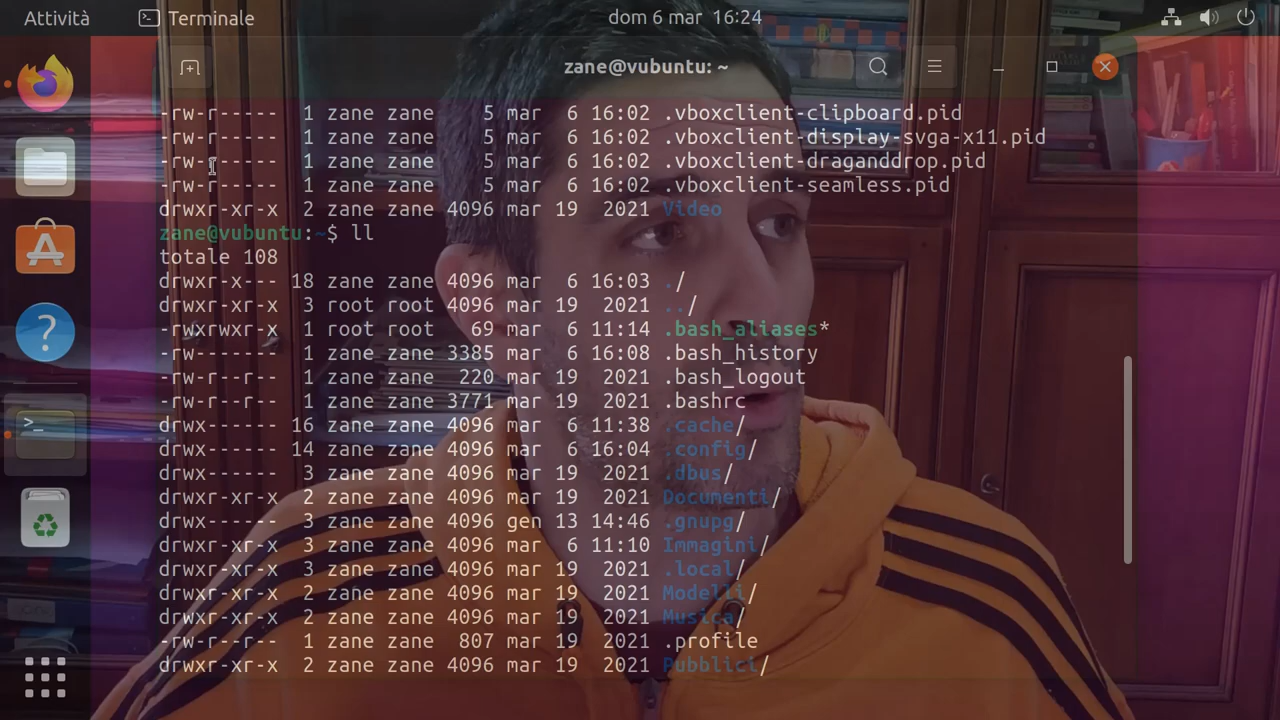 Attività
Terminale
dom 6 mar 16:24
zane@vubuntu: ~
-rw-r----- 1 zane zane 5 mar 6 16:02 .vboxclient-clipboard.pid
-rw-r----- 1 zane zane 5 mar 6 16:02 .vboxclient-display-svga-x11.pid
-rw-r----- 1 zane zane 5 mar 6 16:02 .vboxclient-draganddrop.pid
-rw-r----- 1 zane zane 5 mar 6 16:02 .vboxclient-seamless.pid
drwxr-xr-x 2 zane zane 4096 mar 19 2021 Video
zane@vubuntu:~$ ll
totale 108
drwxr-x--- 18 zane zane 4096 mar 6 16:03 ./
drwxr-xr-x 3 root root 4096 mar 19 2021 ../
-rwxrwxr-x 1 root root 69 mar 6 11:14 .bash_aliases*
-rw------- 1 zane zane 3385 mar 6 16:08 .bash_history
-rw-r--r-- 1 zane zane 220 mar 19 2021 .bash_logout
-rw-r--r-- 1 zane zane 3771 mar 19 2021 .bashrc
drwx------ 16 zane zane 4096 mar 6 11:38 .cache/
drwx------ 14 zane zane 4096 mar 6 16:04 .config/
drwx------ 3 zane zane 4096 mar 19 2021 .dbus/
drwxr-xr-x 2 zane zane 4096 mar 19 2021 Documenti/
drwx------ 3 zane zane 4096 gen 13 14:46 .gnupg/
drwxr-xr-x 3 zane zane 4096 mar 6 11:10 Immagini/
drwxr-xr-x 3 zane zane 4096 mar 19 2021 .local/
drwxr-xr-x 2 zane zane 4096 mar 19 2021 Modelli/
drwxr-xr-x 2 zane zane 4096 mar 19 2021 Musica/
-rw-r--r-- 1 zane zane 807 mar 19 2021 .profile
drwxr-xr-x 2 zane zane 4096 mar 19 2021 Pubblici/